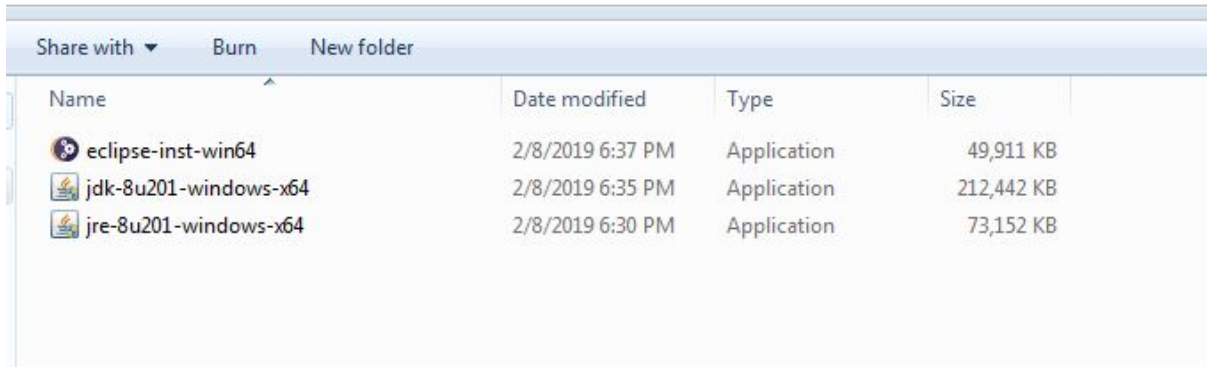 Share with Burn New folder
Name Date modified Type Size
eclipse-inst-win64 2/8/2019 6:37 PM Application 49,911 KB
jdk-8u201-windows-x64 2/8/2019 6:35 PM Application 212,442 KB
jre-8u201-windows-x64 2/8/2019 6:30 PM Application 73,152 KB